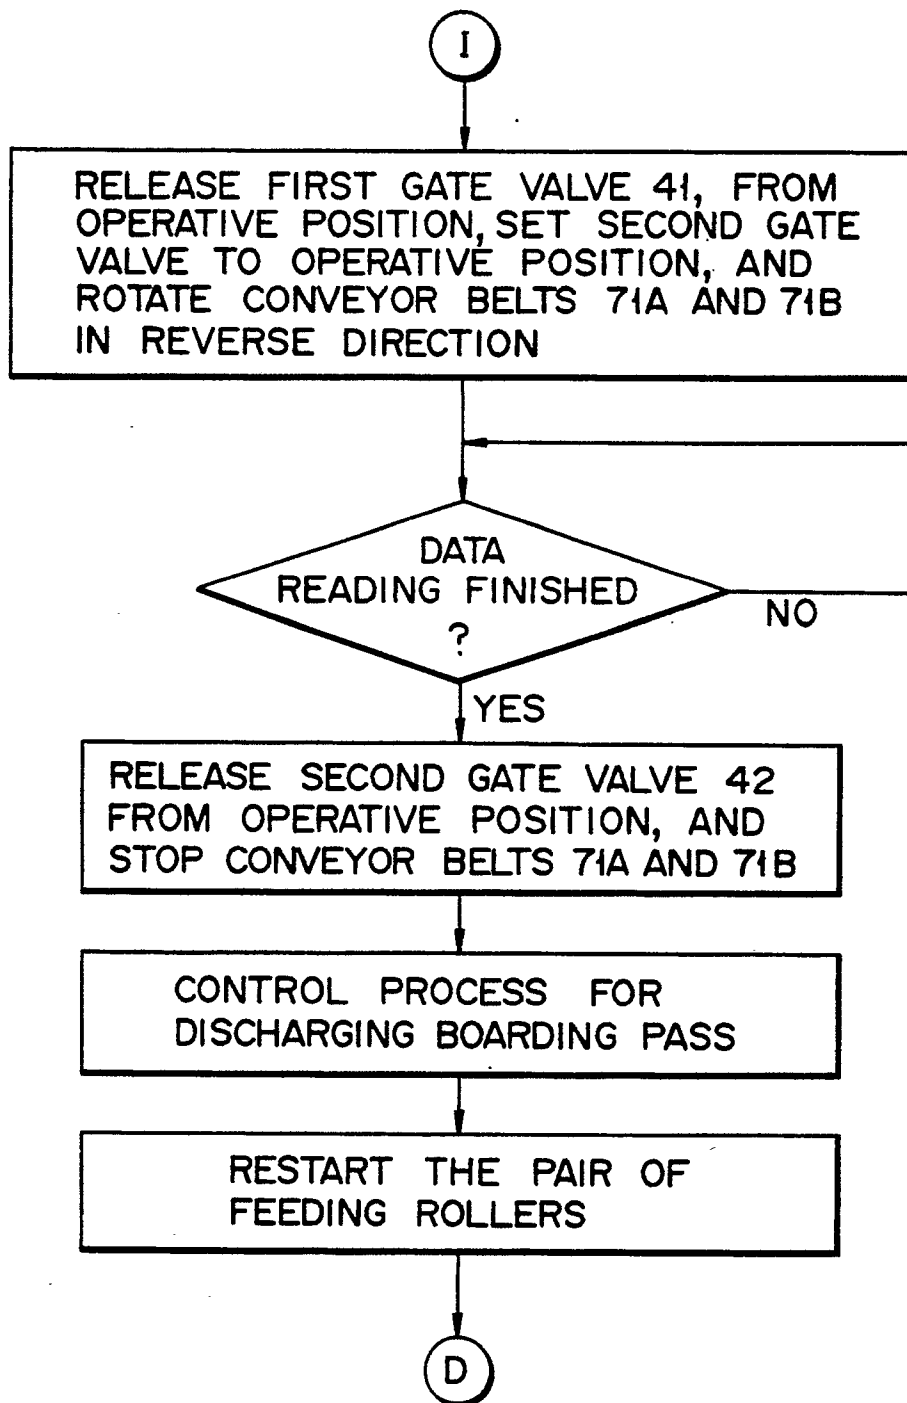 I
RELEASE FIRST GATE VALVE 41, FROM
OPERATIVE POSITION, SET SECOND GATE
VALVE TO OPERATIVE POSITION, AND
ROTATE CONVEYOR BELTS 71A AND 71B
IN REVERSE DIRECTION
DATA
READING FINISHED
?
NO
YES
RELEASE SECOND GATE VALVE 42
FROM OPERATIVE POSITION, AND
STOP CONVEYOR BELTS 71A AND 71B
CONTROL PROCESS FOR
DISCHARGING BOARDING PASS
RESTART THE PAIR OF
FEEDING ROLLERS
D